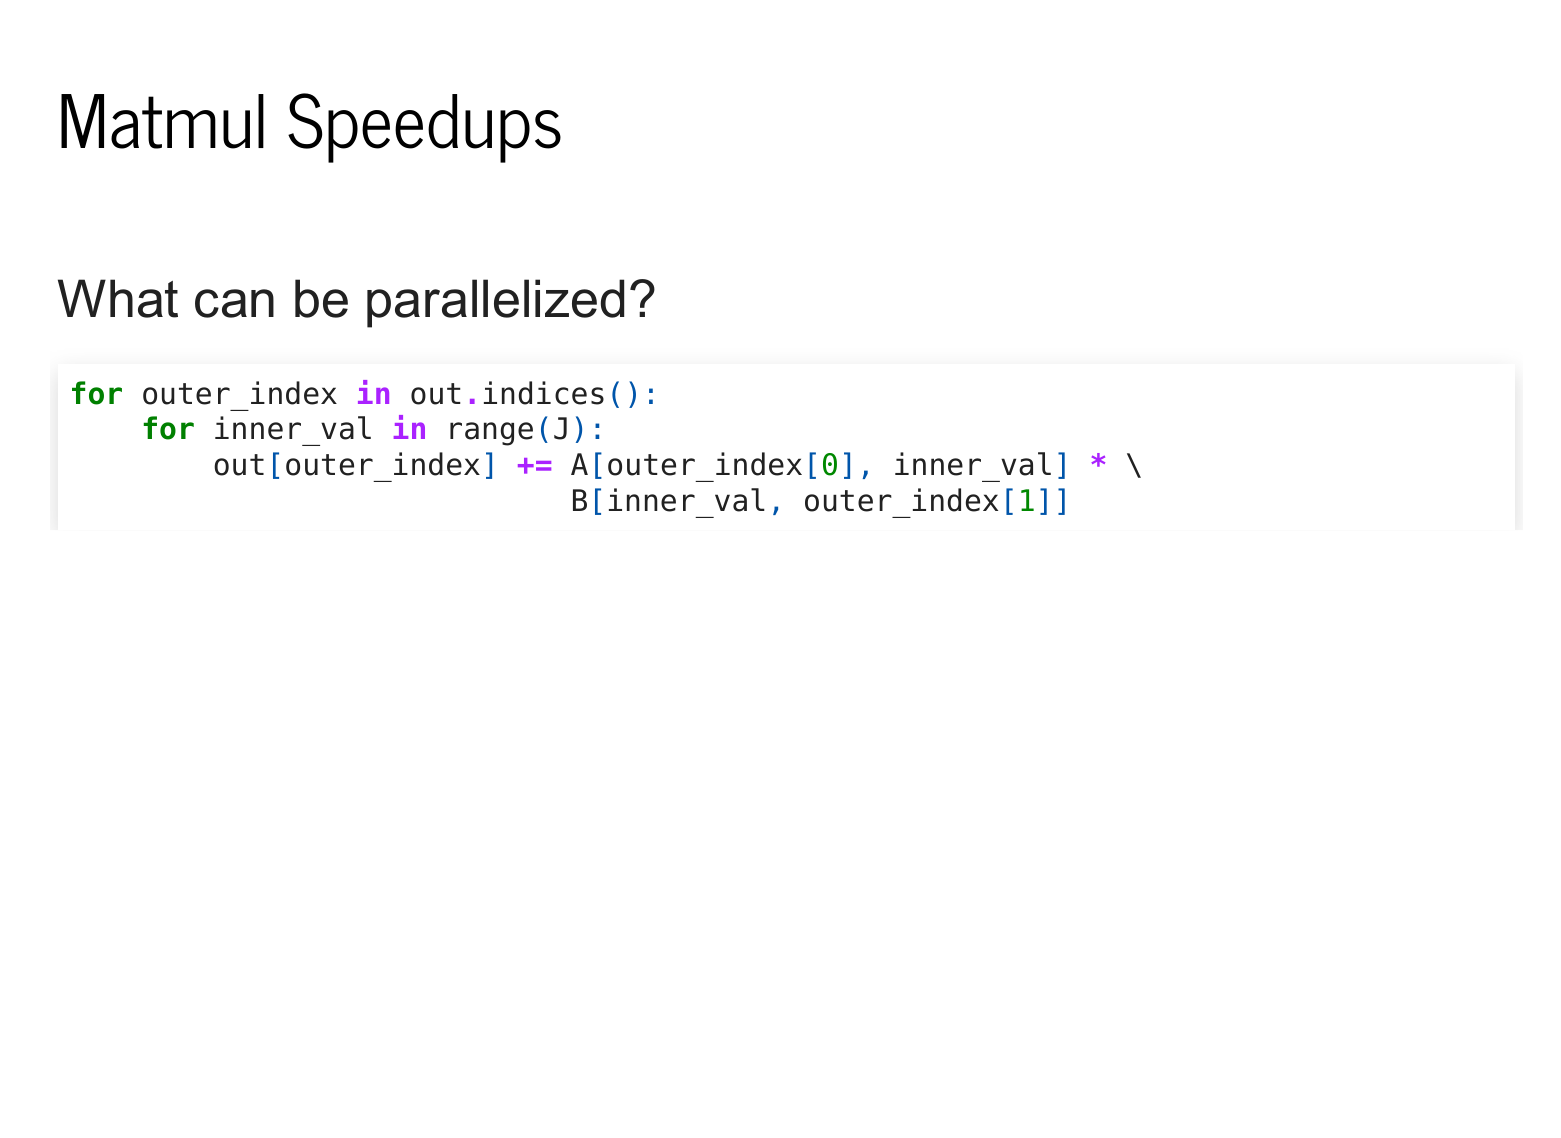 Matmul Speedups
What can be parallelized?
for outer_index in out.indices():
    for inner_val in range(J):
        out[outer_index] += A[outer_index[0], inner_val] * \
                            B[inner_val, outer_index[1]]